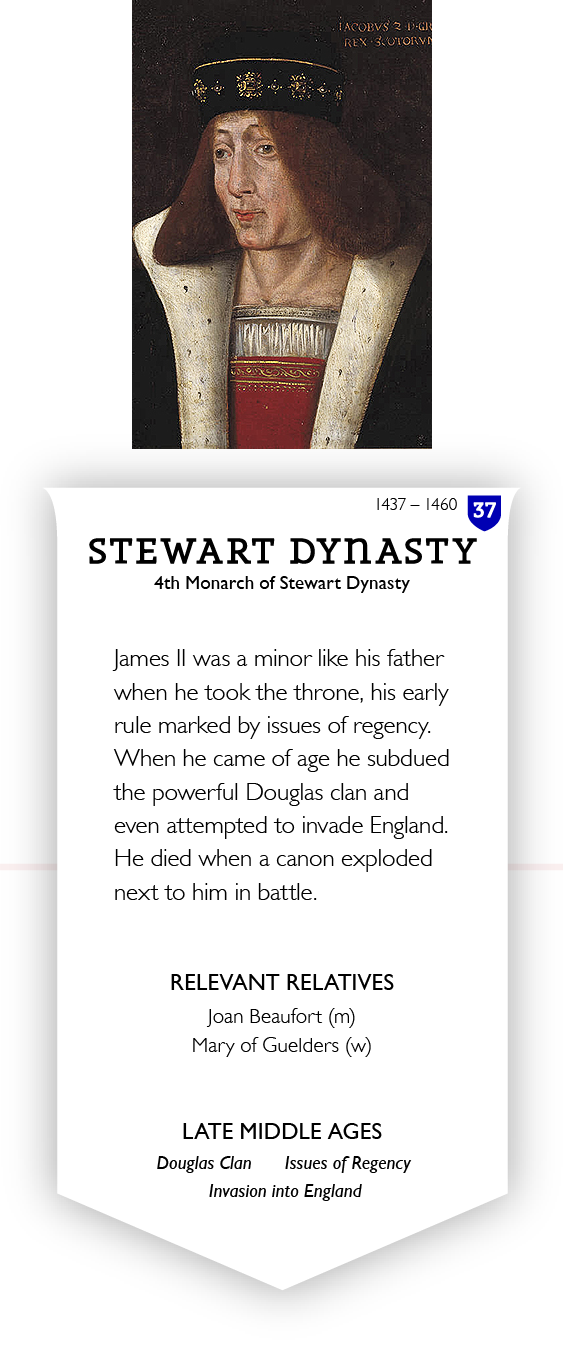 IACOBVS 2 D GR
REX SCOTORVM
1437 – 1460 37
STEWART DYNASTY
4th Monarch of Stewart Dynasty
James II was a minor like his father
when he took the throne, his early
rule marked by issues of regency.
When he came of age he subdued
the powerful Douglas clan and
even attempted to invade England.
He died when a canon exploded
next to him in battle.
RELEVANT RELATIVES
Joan Beaufort (m)
Mary of Guelders (w)
LATE MIDDLE AGES
Douglas Clan Issues of Regency
Invasion into England